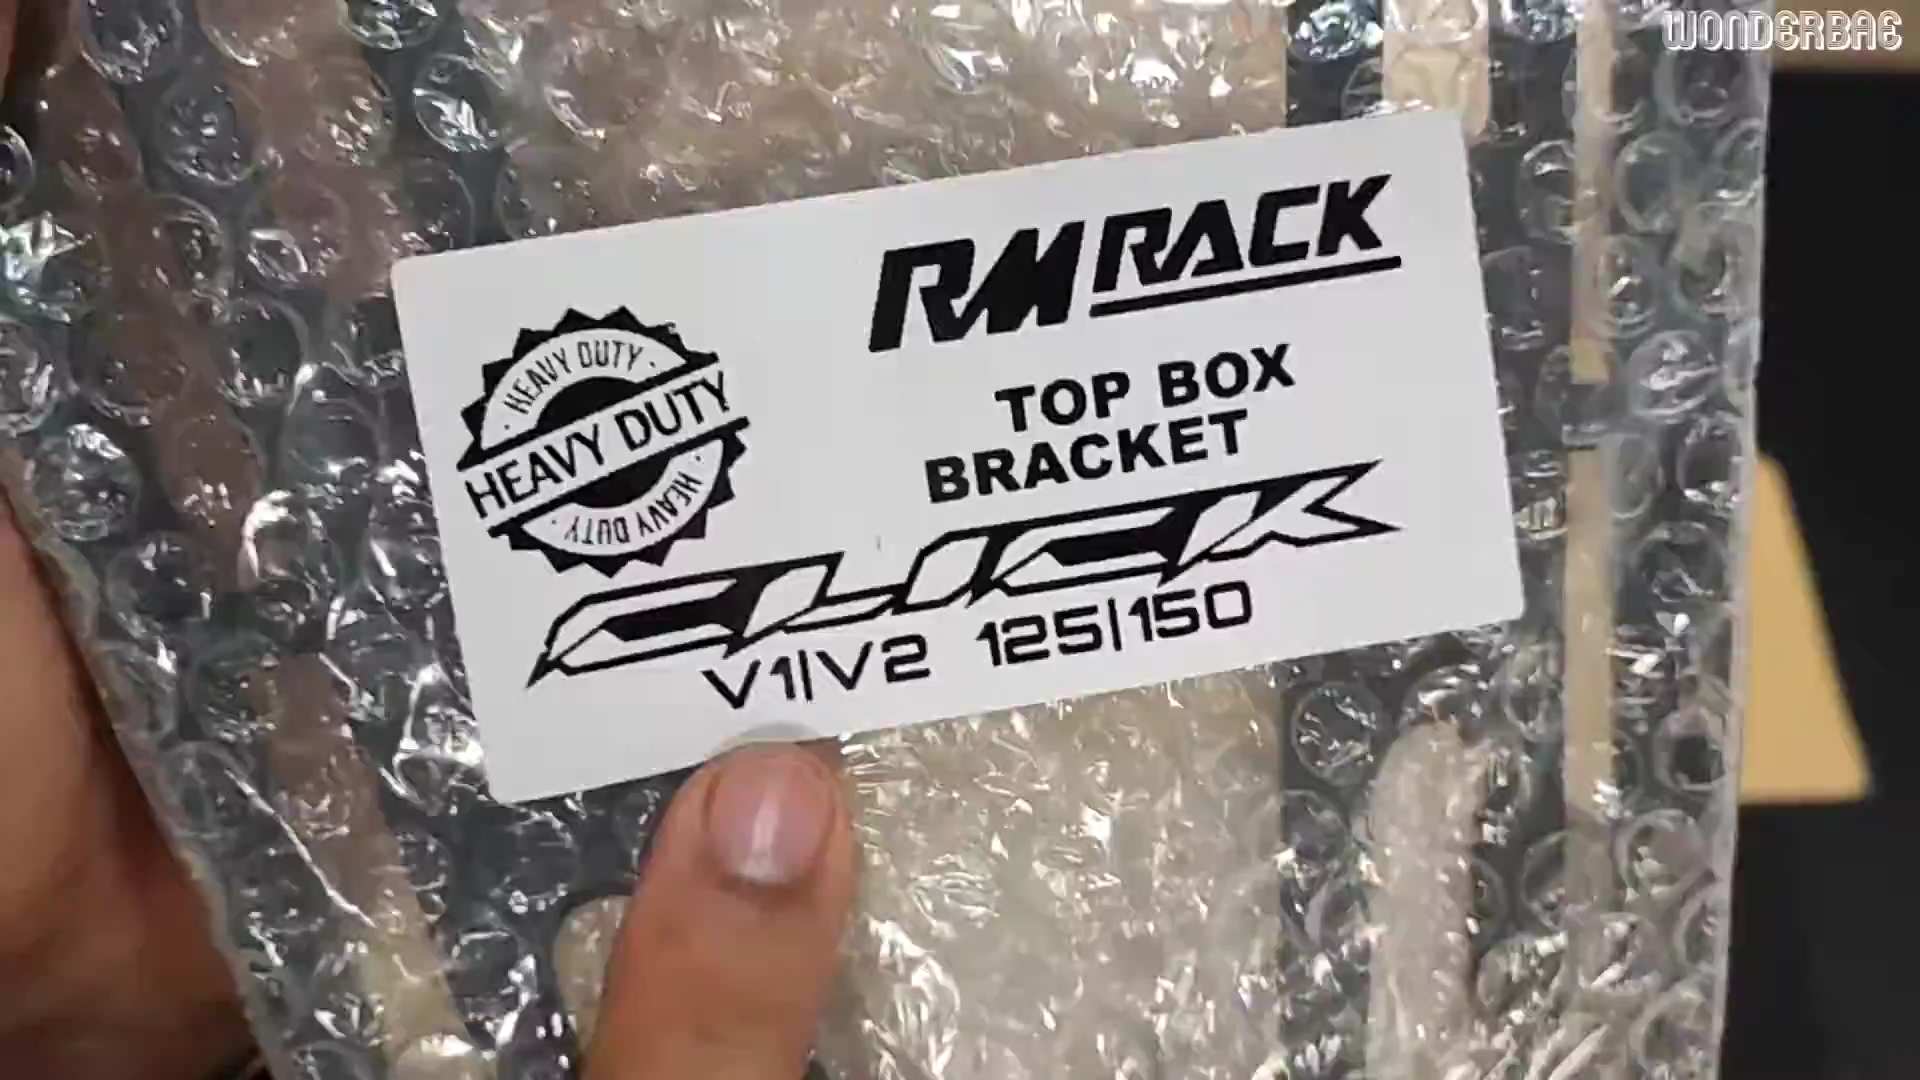 WONDERBAE
RM RACK
TOP BOX
BRACKET
· HEAVY DUTY ·
HEAVY DUTY
· HEAVY DUTY ·
CLICK
V1|V2 125|150